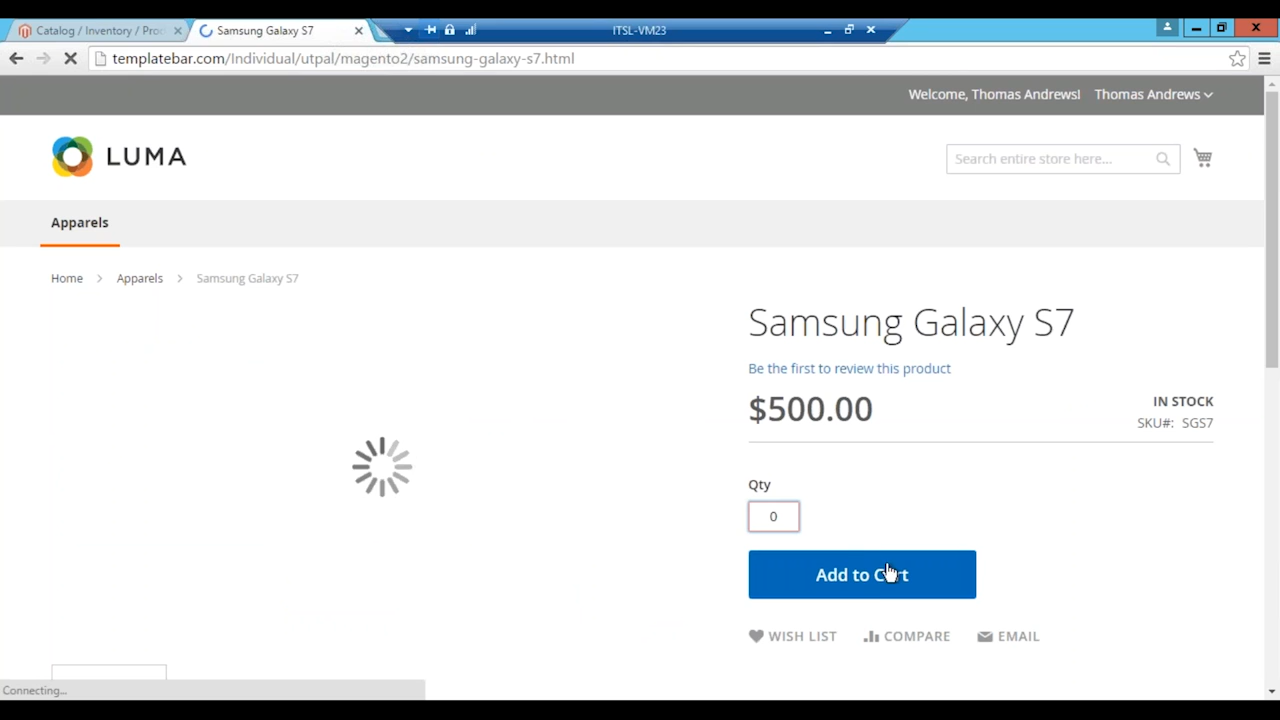 Catalog / Inventory / Pro
Samsung Galaxy S7
ITSL-VM23
templatebar.com/Individual/utpal/magento2/samsung-galaxy-s7.html
Welcome, Thomas Andrews! Thomas Andrews
LUMA
Search entire store here...
Apparels
Home > Apparels > Samsung Galaxy S7
Samsung Galaxy S7
Be the first to review this product
$500.00
IN STOCK
SKU#: SGS7
Qty
0
Add to Cart
WISH LIST COMPARE EMAIL
Connecting...